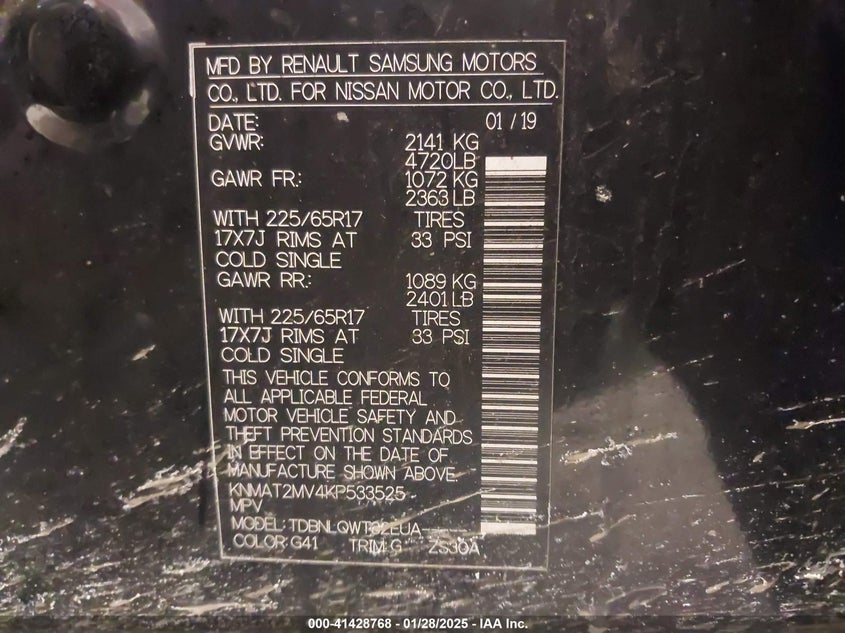 MFD BY RENAULT SAMSUNG MOTORS
CO., LTD. FOR NISSAN MOTOR CO., LTD.
DATE: 01 / 19
GVWR: 2141 KG
4720LB
GAWR FR.: 1072 KG
2363 LB
WITH 225/65R17 TIRES
17X7J RIMS AT 33 PSI
COLD SINGLE
GAWR RR.: 1089 KG
2401 LB
WITH 225/65R17 TIRES
17X7J RIMS AT 33 PSI
COLD SINGLE
THIS VEHICLE CONFORMS TO
ALL APPLICABLE FEDERAL
MOTOR VEHICLE SAFETY AND
THEFT PREVENTION STANDARDS
IN EFFECT ON THE DATE OF
MANUFACTURE SHOWN ABOVE.
KNMAT2MV4KP533525
MPV
MODEL: TDBNLQWT32EUA
COLOR: G41 TRIM G ZS30A
000-41428768 - 01/28/2025 - IAA Inc.